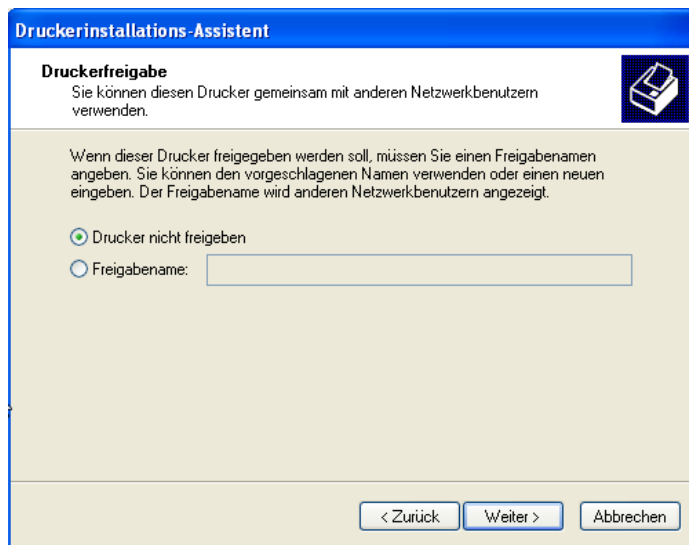 Druckerinstallations-Assistent
Druckerfreigabe
Sie können diesen Drucker gemeinsam mit anderen Netzwerkbenutzern
verwenden.
Wenn dieser Drucker freigegeben werden soll, müssen Sie einen Freigabenamen
angeben. Sie können den vorgeschlagenen Namen verwenden oder einen neuen
eingeben. Der Freigabename wird anderen Netzwerkbenutzern angezeigt.
Drucker nicht freigeben
Freigabename:
< Zurück Weiter > Abbrechen